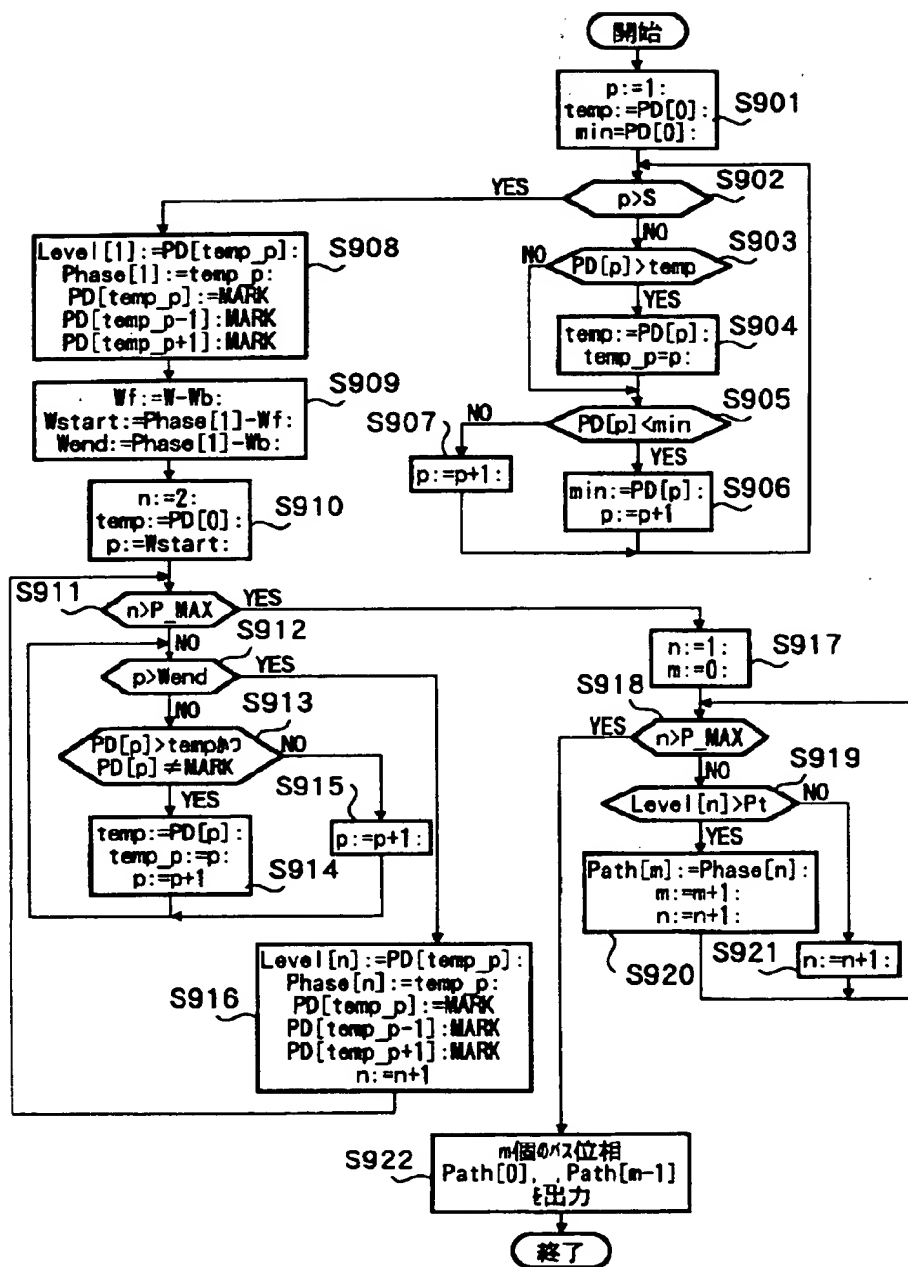 開始
p:=1:
temp:=PD[0]:
min=PD[0]:
S901
S902
YES
p>S
NO
S903
NO
PD[p]>temp
YES
S904
temp:=PD[p]:
temp_p=p:
S905
PD[p]<min
NO
S907
p:=p+1:
YES
S906
min:=PD[p]:
p:=p+1
Level[1]:=PD[temp_p]:
Phase[1]:=temp_p:
PD[temp_p]:=MARK
PD[temp_p-1]:MARK
PD[temp_p+1]:MARK
S908
Wf:=W-Wb:
Wstart:=Phase[1]-Wf:
Wend:=Phase[1]-Wb:
S909
n:=2:
temp:=PD[0]:
p:=Wstart:
S910
S911
n>P_MAX
YES
NO
S912
p>Wend
YES
NO
S913
PD[p]>tempかつ
PD[p]≠MARK
NO
YES
S915
p:=p+1:
temp:=PD[p]:
temp_p:=p:
p:=p+1
S914
S916
Level[n]:=PD[temp_p]:
Phase[n]:=temp_p:
PD[temp_p]:=MARK
PD[temp_p-1]:MARK
PD[temp_p+1]:MARK
n:=n+1
n:=1:
m:=0:
S917
S918
YES
n>P_MAX
NO
S919
Level[n]>Pt
NO
YES
Path[m]:=Phase[n]:
m:=m+1:
n:=n+1:
S920
S921
n:=n+1:
S922
m個のパス位相
Path[0], ,Path[m-1]
を出力
終了